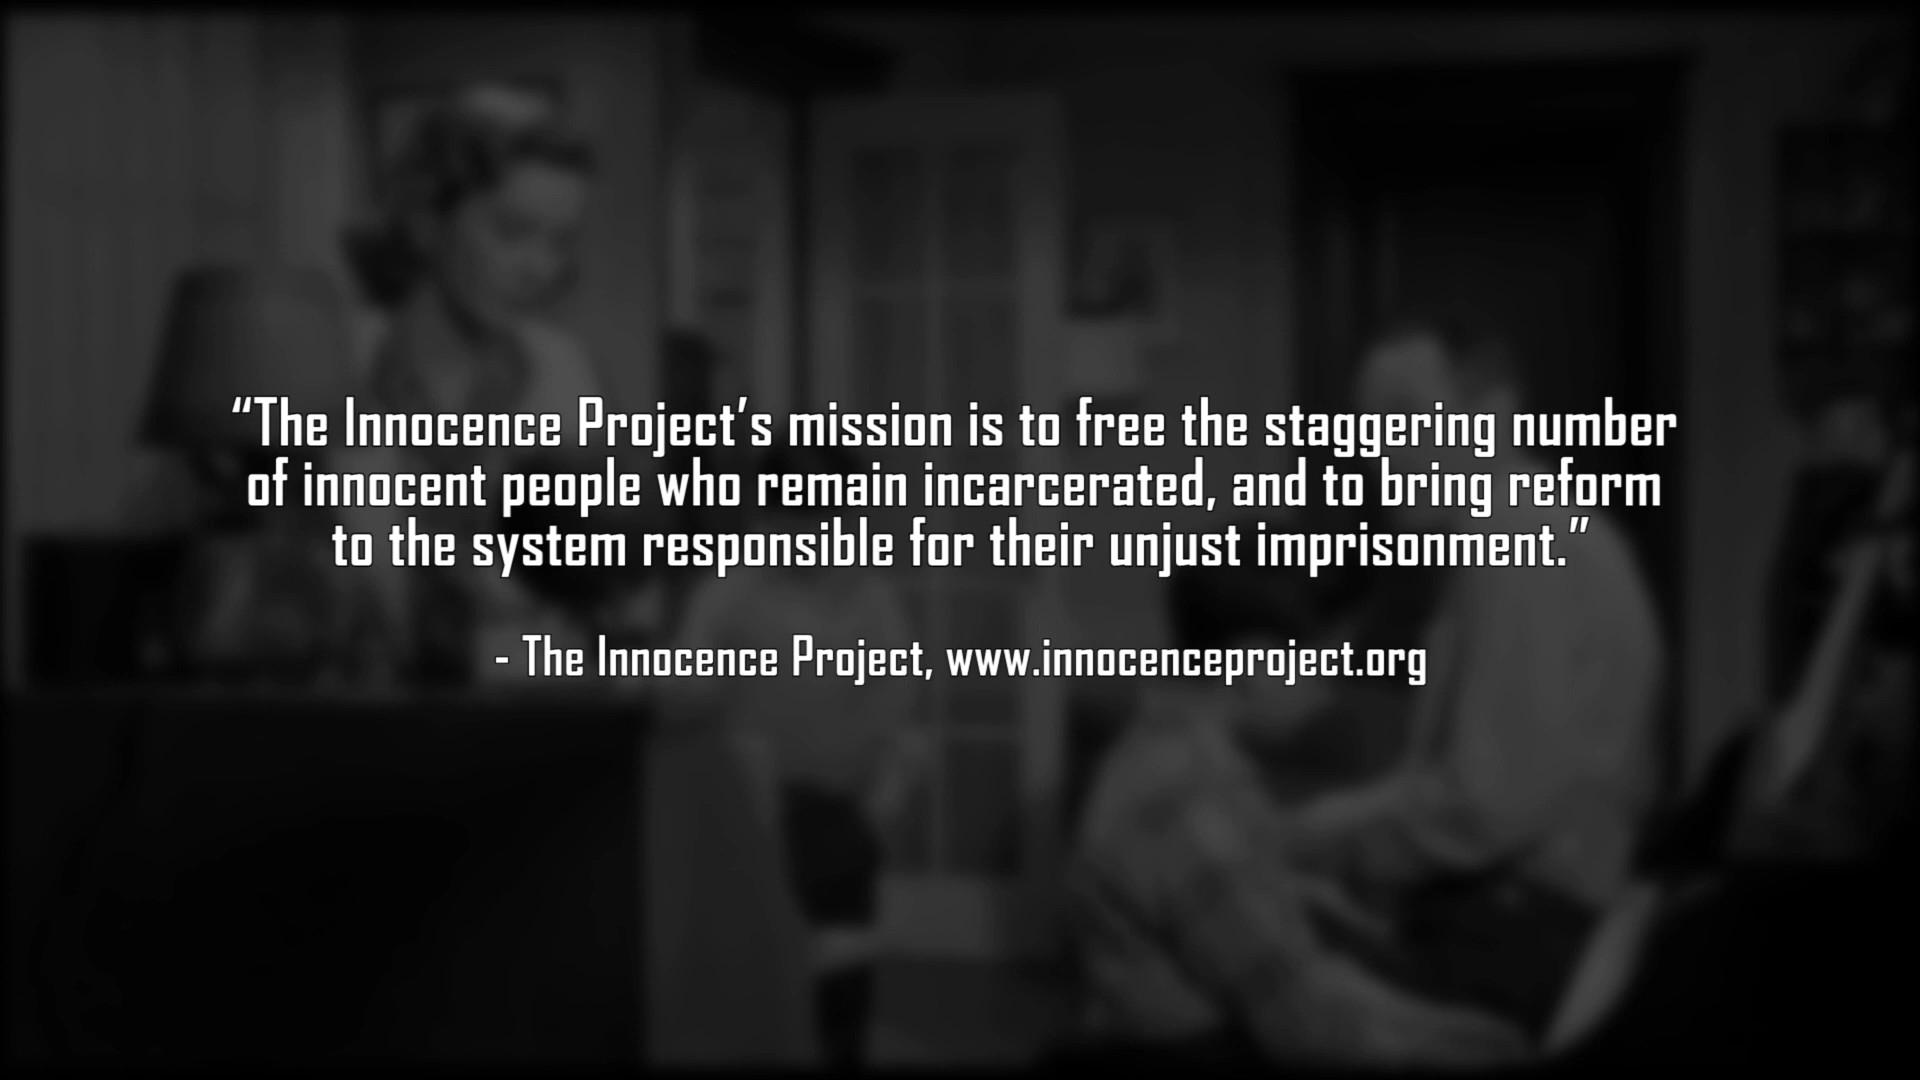 “The Innocence Project’s mission is to free the staggering number
of innocent people who remain incarcerated, and to bring reform
to the system responsible for their unjust imprisonment.”
- The Innocence Project, www.innocenceproject.org